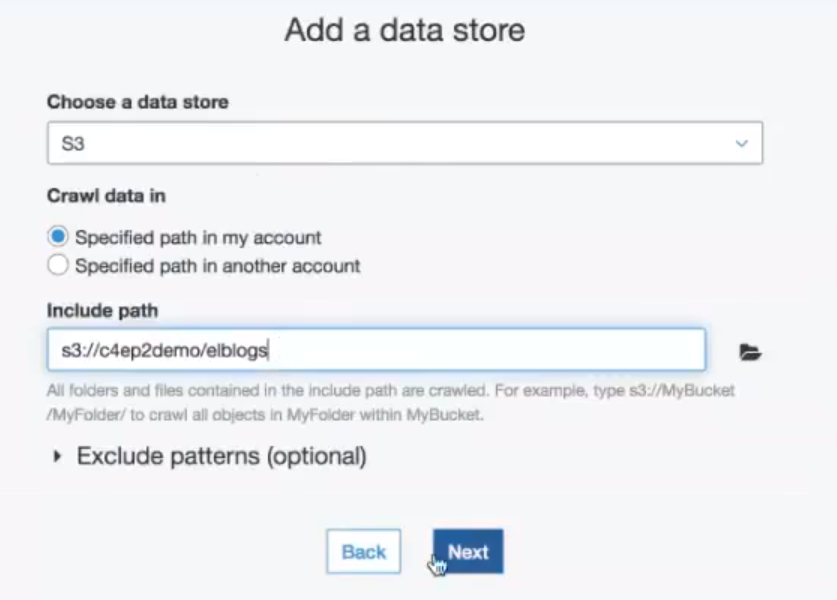 Add a data store
Choose a data store
S3
Crawl data in
Specified path in my account
Specified path in another account
Include path
s3://c4ep2demo/elblogs
All folders and files contained in the include path are crawled. For example, type s3://MyBucket
/MyFolder/ to crawl all objects in MyFolder within MyBucket.
Exclude patterns (optional)
Back Next